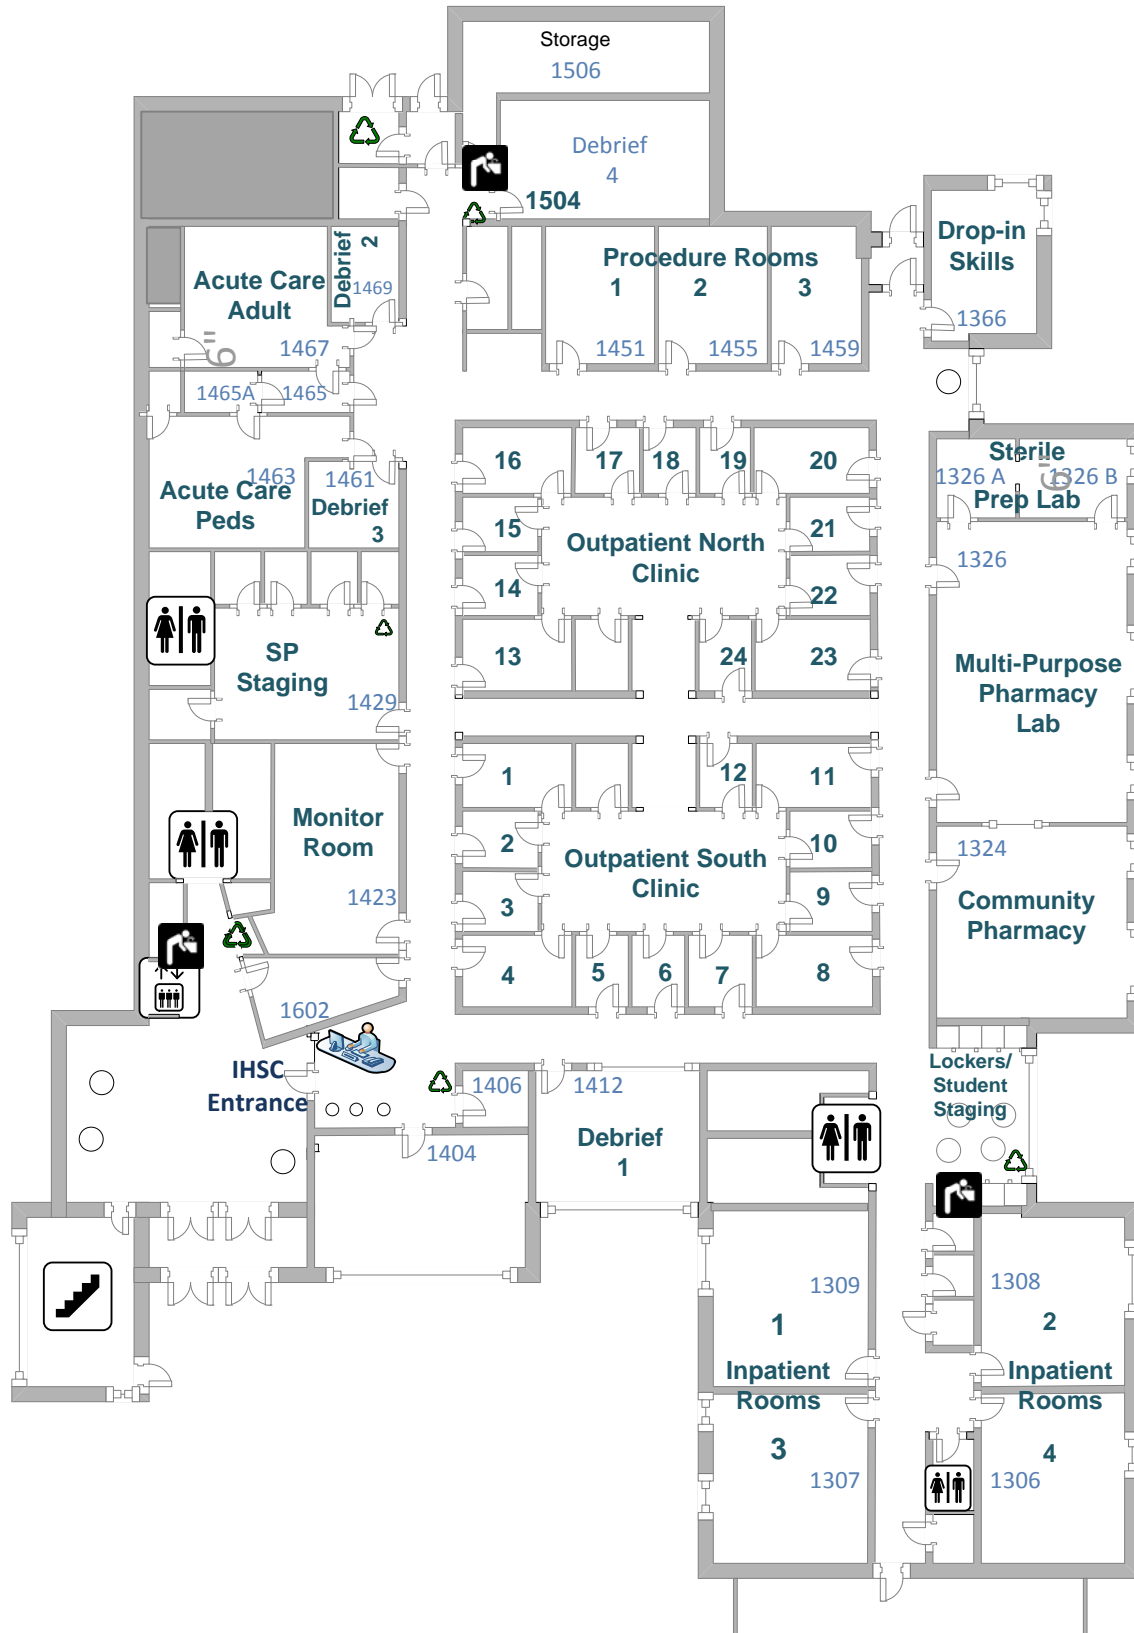 Storage
1506
Debrief
4
1504
Debrief
2
1469
Acute Care
Adult
6"
1467
1465A
1465
Procedure Rooms
1
2
3
1451
1455
1459
Drop-in
Skills
1366
1463
1461
Acute Care
Peds
Debrief
3
16
17
18
19
20
15
21
Outpatient North
Clinic
14
22
13
24
23
Sterile
1326 A
6"
1326 B
Prep Lab
1326
SP
Staging
1429
Multi-Purpose
Pharmacy
Lab
1
12
11
Monitor
Room
1423
2
10
Outpatient South
Clinic
3
9
4
5
6
7
8
1324
Community
Pharmacy
1602
IHSC
Entrance
1406
1412
1404
Debrief
1
Lockers/
Student
Staging
1309
1
Inpatient
Rooms
3
1307
1308
2
Inpatient
Rooms
4
1306